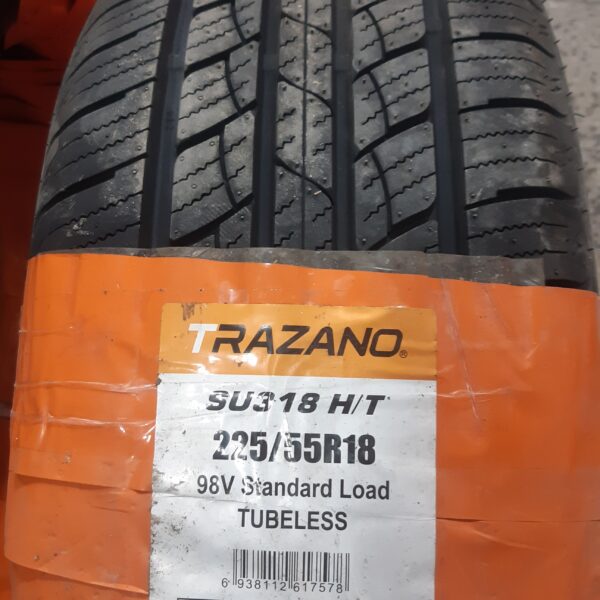 TRAZANO®
SU318 H/T
225/55R18
98V Standard Load
TUBELESS
6 938112 617578